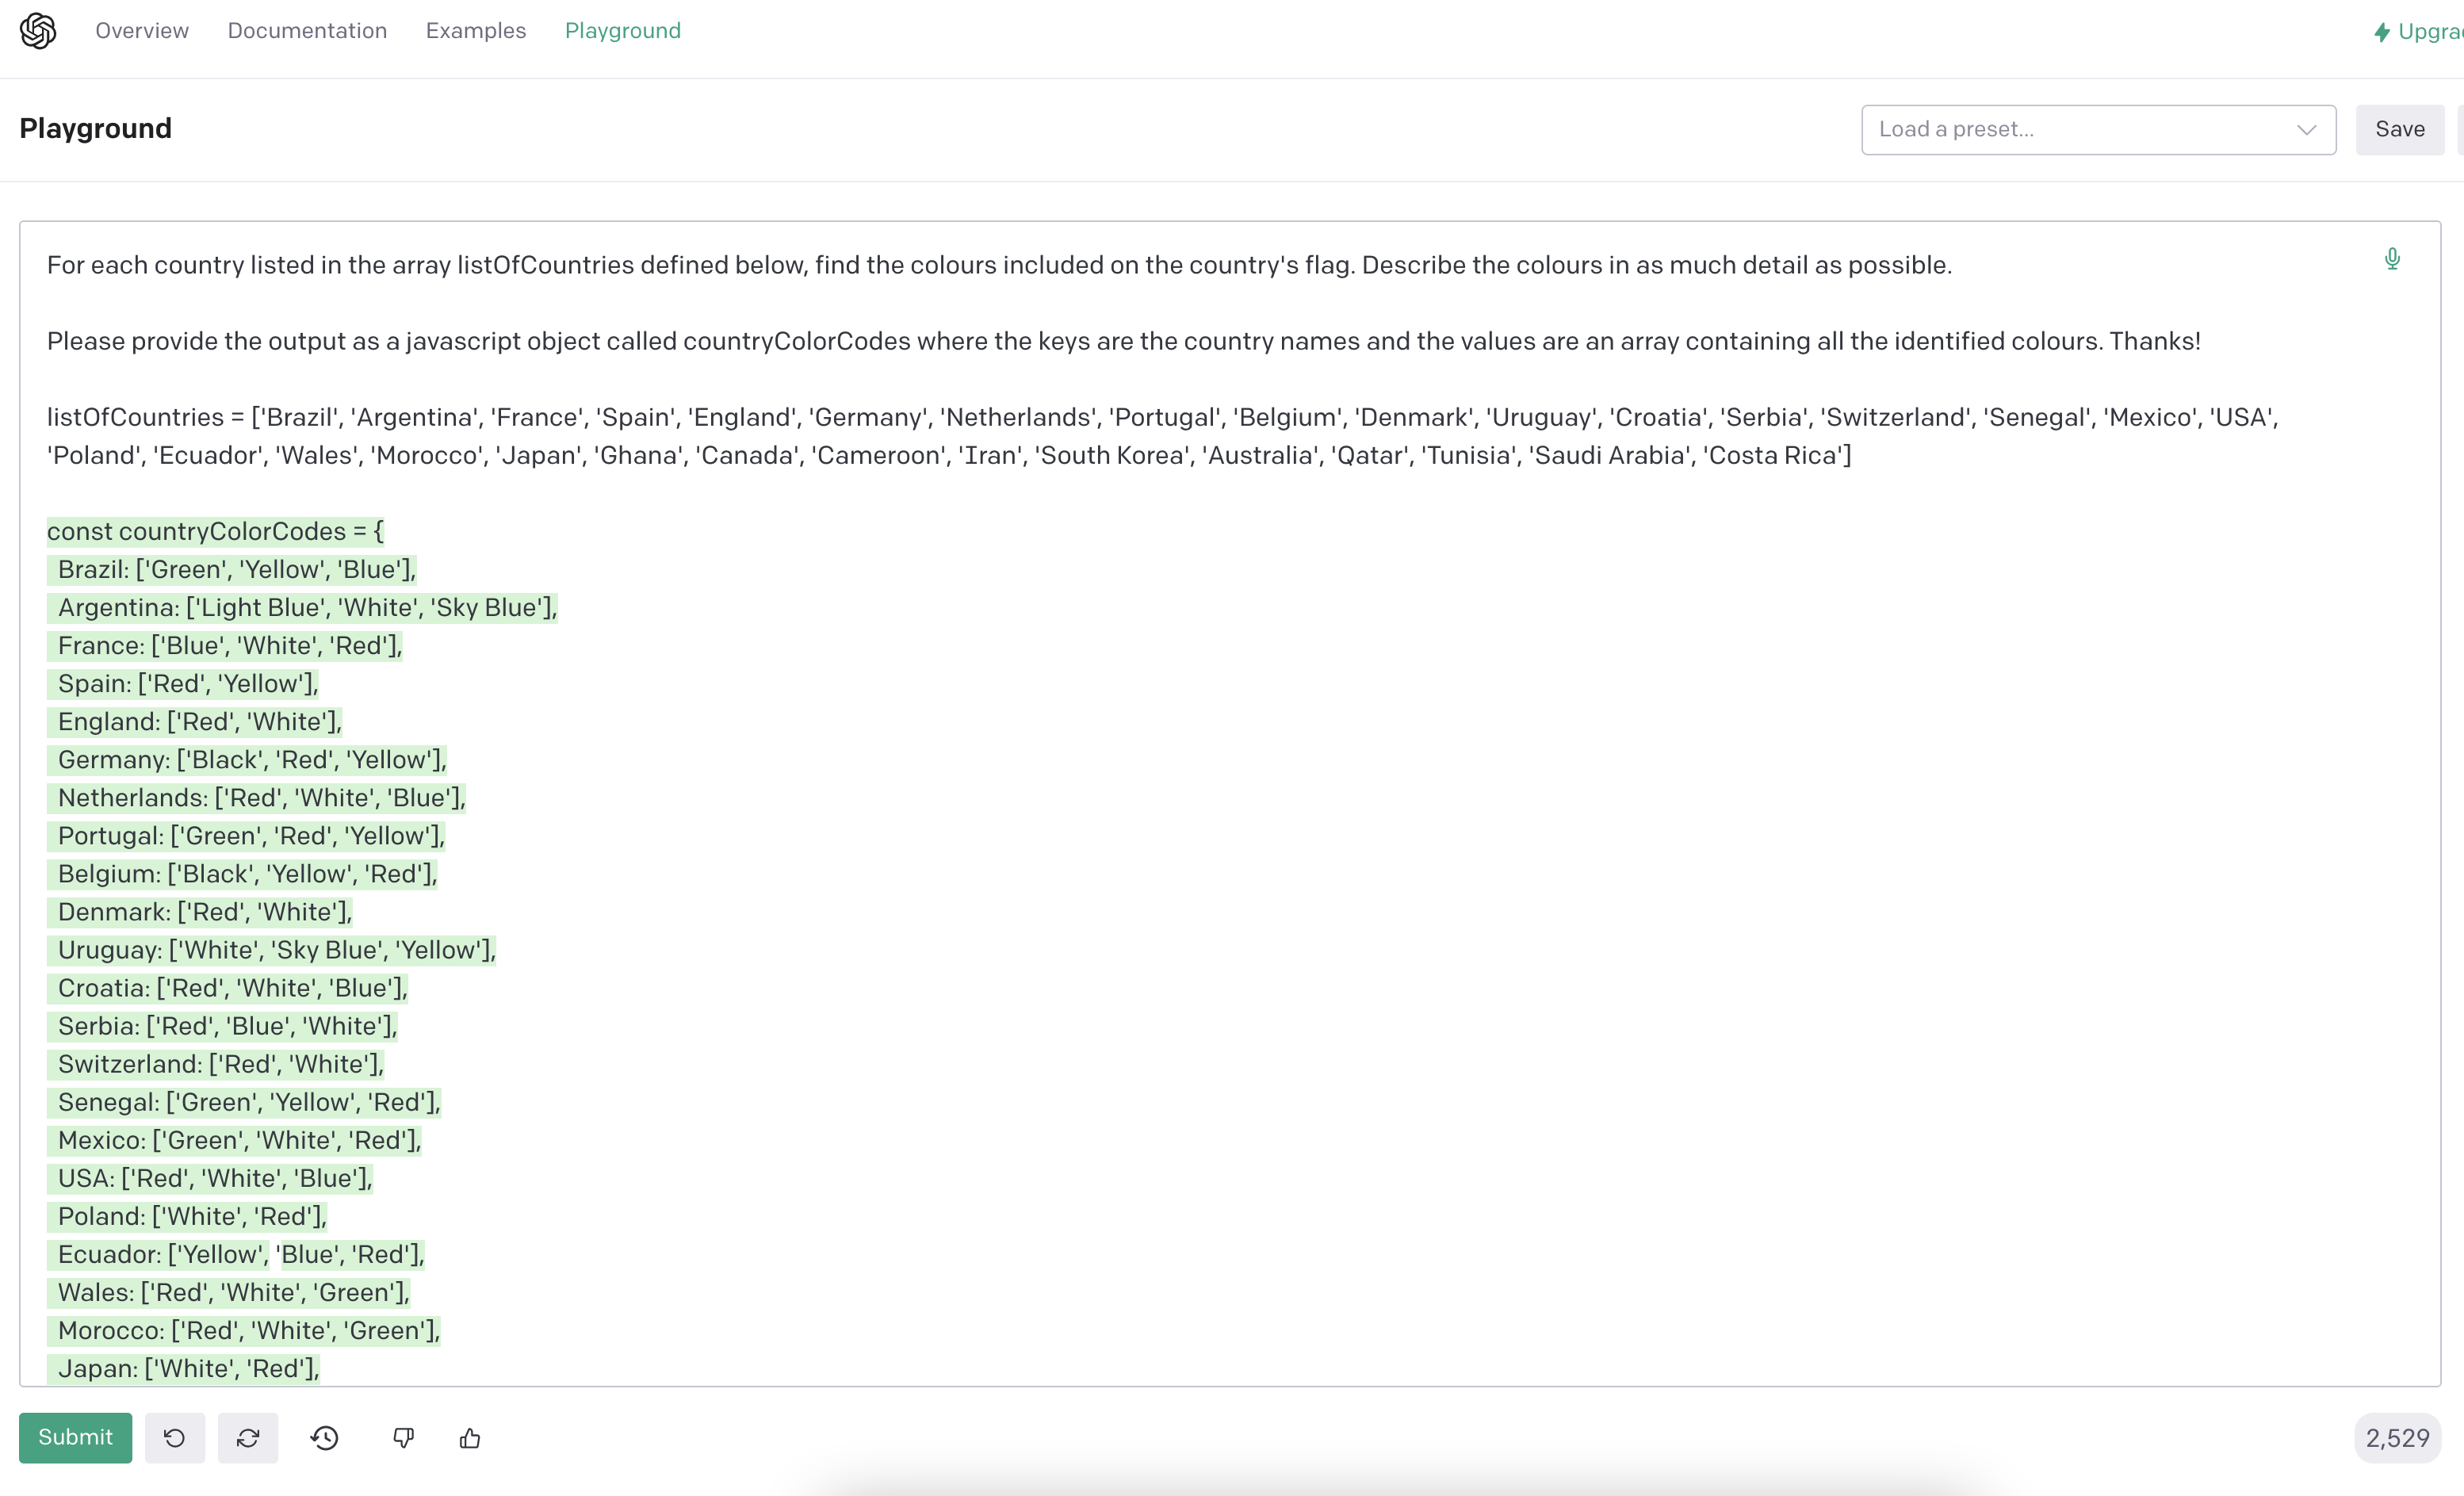 Overview Documentation Examples Playground Upgra
Playground Load a preset... Save
For each country listed in the array listOfCountries defined below, find the colours included on the country's flag. Describe the colours in as much detail as possible.
Please provide the output as a javascript object called countryColorCodes where the keys are the country names and the values are an array containing all the identified colours. Thanks!
listOfCountries = ['Brazil', 'Argentina', 'France', 'Spain', 'England', 'Germany', 'Netherlands', 'Portugal', 'Belgium', 'Denmark', 'Uruguay', 'Croatia', 'Serbia', 'Switzerland', 'Senegal', 'Mexico', 'USA',
'Poland', 'Ecuador', 'Wales', 'Morocco', 'Japan', 'Ghana', 'Canada', 'Cameroon', 'Iran', 'South Korea', 'Australia', 'Qatar', 'Tunisia', 'Saudi Arabia', 'Costa Rica']
const countryColorCodes = {
Brazil: ['Green', 'Yellow', 'Blue'],
Argentina: ['Light Blue', 'White', 'Sky Blue'],
France: ['Blue', 'White', 'Red'],
Spain: ['Red', 'Yellow'],
England: ['Red', 'White'],
Germany: ['Black', 'Red', 'Yellow'],
Netherlands: ['Red', 'White', 'Blue'],
Portugal: ['Green', 'Red', 'Yellow'],
Belgium: ['Black', 'Yellow', 'Red'],
Denmark: ['Red', 'White'],
Uruguay: ['White', 'Sky Blue', 'Yellow'],
Croatia: ['Red', 'White', 'Blue'],
Serbia: ['Red', 'Blue', 'White'],
Switzerland: ['Red', 'White'],
Senegal: ['Green', 'Yellow', 'Red'],
Mexico: ['Green', 'White', 'Red'],
USA: ['Red', 'White', 'Blue'],
Poland: ['White', 'Red'],
Ecuador: ['Yellow', 'Blue', 'Red'],
Wales: ['Red', 'White', 'Green'],
Morocco: ['Red', 'White', 'Green'],
Japan: ['White', 'Red'],
Submit 2,529